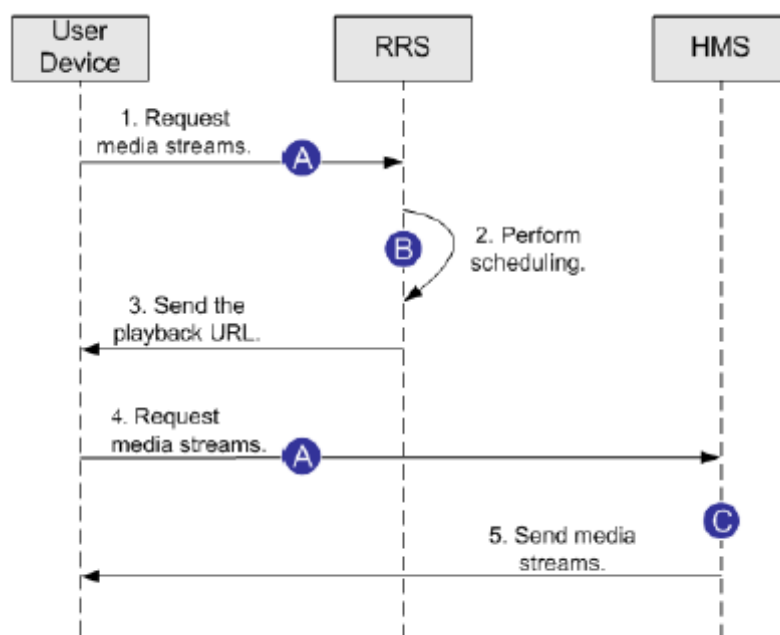 User
Device
RRS
HMS
1. Request
media streams.
A
B
2. Perform
scheduling.
3. Send the
playback URL.
4. Request
media streams.
A
C
5. Send media
streams.